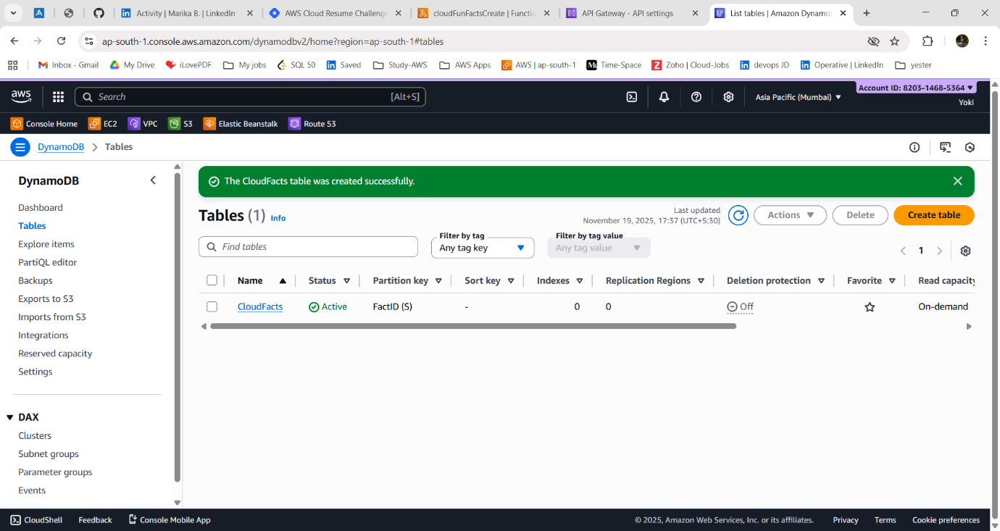 Activity | Marika B. | LinkedIn
AWS Cloud Resume Challenge
cloudFunFactsCreate | Functio
API Gateway - API settings
List tables | Amazon Dynamo
ap-south-1.console.aws.amazon.com/dynamodbv2/home?region=ap-south-1#tables
Inbox - Gmail
My Drive
iLovePDF
My jobs
SQL 50
Saved
Study-AWS
AWS Apps
AWS | ap-south-1
Time-Space
Zoho | Cloud-Jobs
devops JD
Operative | LinkedIn
yester
aws
Search
[Alt+S]
Asia Pacific (Mumbai)
Account ID: 8203-1468-5364
Yoki
Console Home
EC2
VPC
S3
Elastic Beanstalk
Route 53
DynamoDB
Tables
DynamoDB
Dashboard
Tables
Explore items
PartiQL editor
Backups
Exports to S3
Imports from S3
Integrations
Reserved capacity
Settings
DAX
Clusters
Subnet groups
Parameter groups
Events
The CloudFacts table was created successfully.
Tables (1) Info
Last updated
November 19, 2025, 17:37 (UTC+5:30)
Actions
Delete
Create table
Find tables
Filter by tag
Any tag key
Filter by tag value
Any tag value
1
Name
Status
Partition key
Sort key
Indexes
Replication Regions
Deletion protection
Favorite
Read capacity
CloudFacts
Active
FactID (S)
-
0
0
Off
On-demand
CloudShell
Feedback
Console Mobile App
© 2025, Amazon Web Services, Inc. or its affiliates.
Privacy
Terms
Cookie preferences